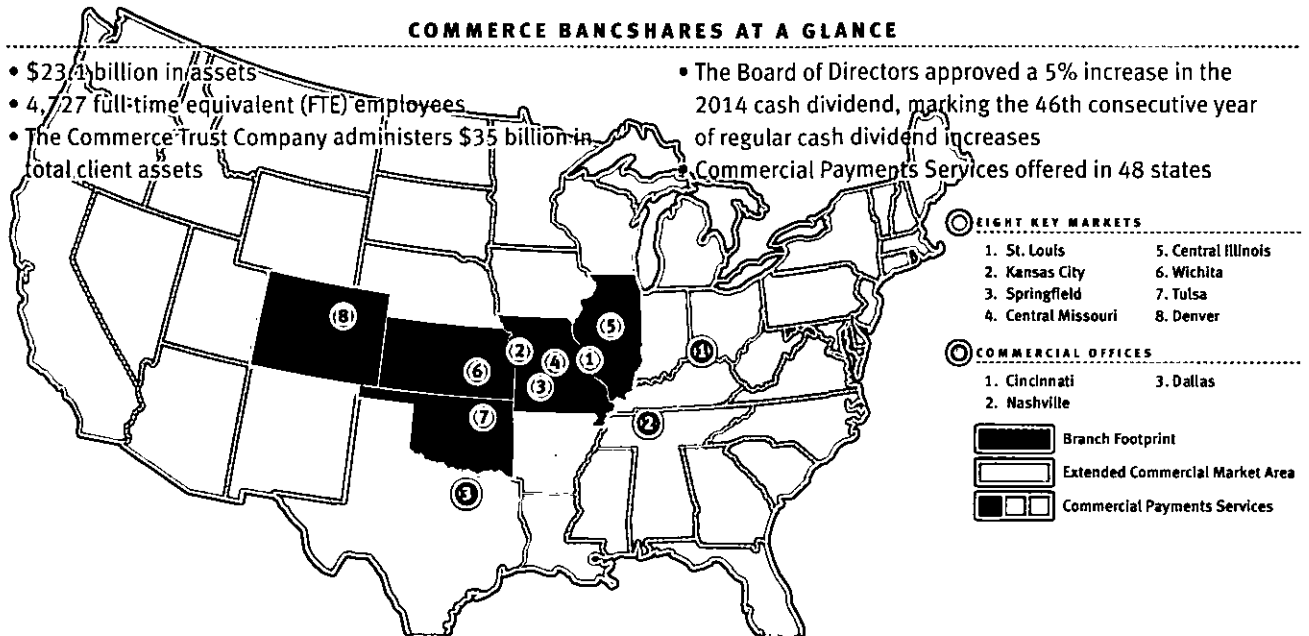 COMMERCE BANCSHARES AT A GLANCE
• $23.1 billion in assets
• 4,727 full-time equivalent (FTE) employees
• The Commerce Trust Company administers $35 billion in
total client assets
• The Board of Directors approved a 5% increase in the
2014 cash dividend, marking the 46th consecutive year
of regular cash dividend increases
• Commercial Payments Services offered in 48 states
EIGHT KEY MARKETS
1. St. Louis
2. Kansas City
3. Springfield
4. Central Missouri
5. Central Illinois
6. Wichita
7. Tulsa
8. Denver
COMMERCIAL OFFICES
1. Cincinnati
2. Nashville
3. Dallas
Branch Footprint
Extended Commercial Market Area
Commercial Payments Services
8
5
2
4
1
1
6
3
7
2
3